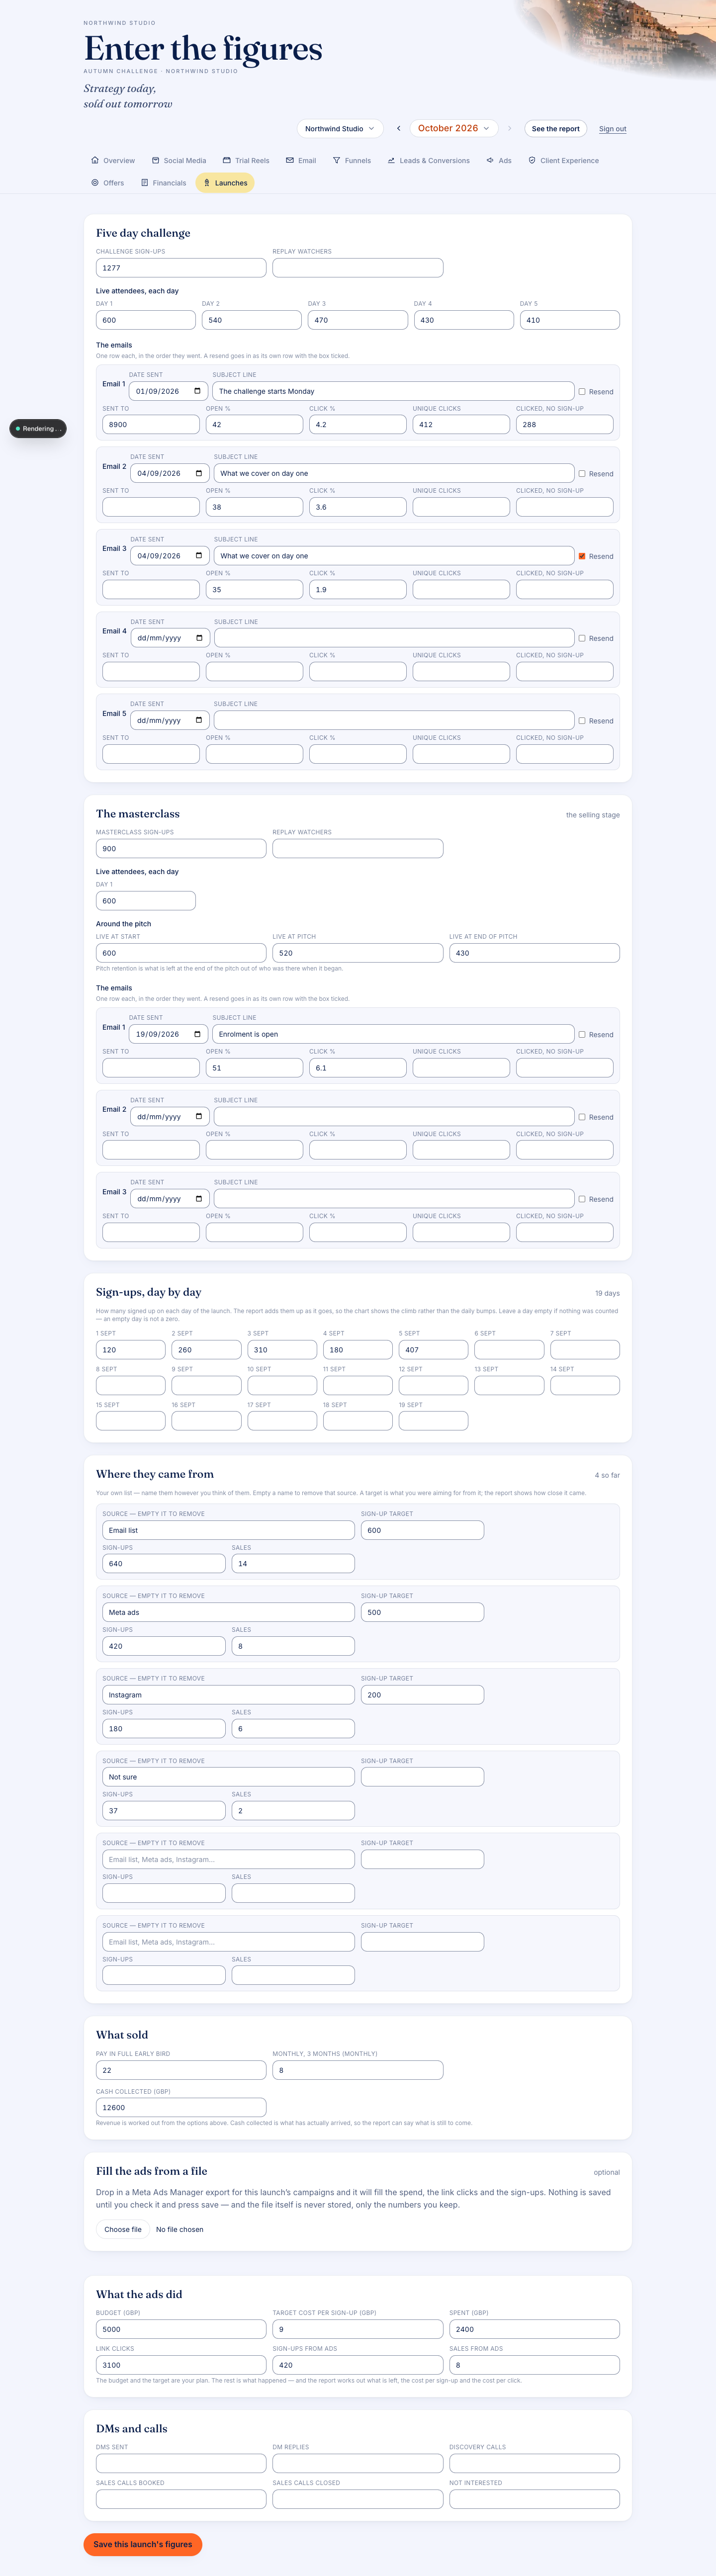 NORTHWIND STUDIO
Enter the figures
AUTUMN CHALLENGE · NORTHWIND STUDIO
Strategy today,
sold out tomorrow
Northwind Studio
October 2026
See the report
Sign out
Overview
Social Media
Trial Reels
Email
Funnels
Leads & Conversions
Ads
Client Experience
Offers
Financials
Launches
Rendering...
Five day challenge
CHALLENGE SIGN-UPS
REPLAY WATCHERS
1277
Live attendees, each day
DAY 1
DAY 2
DAY 3
DAY 4
DAY 5
600
540
470
430
410
The emails
One row each, in the order they went. A resend goes in as its own row with the box ticked.
Email 1
DATE SENT
SUBJECT LINE
01/09/2026
The challenge starts Monday
Resend
SENT TO
OPEN %
CLICK %
UNIQUE CLICKS
CLICKED, NO SIGN-UP
8900
42
4.2
412
288
Email 2
DATE SENT
SUBJECT LINE
04/09/2026
What we cover on day one
Resend
SENT TO
OPEN %
CLICK %
UNIQUE CLICKS
CLICKED, NO SIGN-UP
38
3.6
Email 3
DATE SENT
SUBJECT LINE
04/09/2026
What we cover on day one
Resend
SENT TO
OPEN %
CLICK %
UNIQUE CLICKS
CLICKED, NO SIGN-UP
35
1.9
Email 4
DATE SENT
SUBJECT LINE
dd/mm/yyyy
Resend
SENT TO
OPEN %
CLICK %
UNIQUE CLICKS
CLICKED, NO SIGN-UP
Email 5
DATE SENT
SUBJECT LINE
dd/mm/yyyy
Resend
SENT TO
OPEN %
CLICK %
UNIQUE CLICKS
CLICKED, NO SIGN-UP
The masterclass
the selling stage
MASTERCLASS SIGN-UPS
REPLAY WATCHERS
900
Live attendees, each day
DAY 1
600
Around the pitch
LIVE AT START
LIVE AT PITCH
LIVE AT END OF PITCH
600
520
430
Pitch retention is what is left at the end of the pitch out of who was there when it began.
The emails
One row each, in the order they went. A resend goes in as its own row with the box ticked.
Email 1
DATE SENT
SUBJECT LINE
19/09/2026
Enrolment is open
Resend
SENT TO
OPEN %
CLICK %
UNIQUE CLICKS
CLICKED, NO SIGN-UP
51
6.1
Email 2
DATE SENT
SUBJECT LINE
dd/mm/yyyy
Resend
SENT TO
OPEN %
CLICK %
UNIQUE CLICKS
CLICKED, NO SIGN-UP
Email 3
DATE SENT
SUBJECT LINE
dd/mm/yyyy
Resend
SENT TO
OPEN %
CLICK %
UNIQUE CLICKS
CLICKED, NO SIGN-UP
Sign-ups, day by day
19 days
How many signed up on each day of the launch. The report adds them up as it goes, so the chart shows the climb rather than the daily bumps. Leave a day empty if nothing was counted
— an empty day is not a zero.
1 SEPT
2 SEPT
3 SEPT
4 SEPT
5 SEPT
6 SEPT
7 SEPT
120
260
310
180
407
8 SEPT
9 SEPT
10 SEPT
11 SEPT
12 SEPT
13 SEPT
14 SEPT
15 SEPT
16 SEPT
17 SEPT
18 SEPT
19 SEPT
Where they came from
4 so far
Your own list — name them however you think of them. Empty a name to remove that source. A target is what you were aiming for from it; the report shows how close it came.
SOURCE — EMPTY IT TO REMOVE
SIGN-UP TARGET
Email list
600
SIGN-UPS
SALES
640
14
SOURCE — EMPTY IT TO REMOVE
SIGN-UP TARGET
Meta ads
500
SIGN-UPS
SALES
420
8
SOURCE — EMPTY IT TO REMOVE
SIGN-UP TARGET
Instagram
200
SIGN-UPS
SALES
180
6
SOURCE — EMPTY IT TO REMOVE
SIGN-UP TARGET
Not sure
SIGN-UPS
SALES
37
2
SOURCE — EMPTY IT TO REMOVE
SIGN-UP TARGET
Email list, Meta ads, Instagram...
SIGN-UPS
SALES
SOURCE — EMPTY IT TO REMOVE
SIGN-UP TARGET
Email list, Meta ads, Instagram...
SIGN-UPS
SALES
What sold
PAY IN FULL EARLY BIRD
MONTHLY, 3 MONTHS (MONTHLY)
22
8
CASH COLLECTED (GBP)
12600
Revenue is worked out from the options above. Cash collected is what has actually arrived, so the report can say what is still to come.
Fill the ads from a file
optional
Drop in a Meta Ads Manager export for this launch's campaigns and it will fill the spend, the link clicks and the sign-ups. Nothing is saved
until you check it and press save — and the file itself is never stored, only the numbers you keep.
Choose file
No file chosen
What the ads did
BUDGET (GBP)
TARGET COST PER SIGN-UP (GBP)
SPENT (GBP)
5000
9
2400
LINK CLICKS
SIGN-UPS FROM ADS
SALES FROM ADS
3100
420
8
The budget and the target are your plan. The rest is what happened — and the report works out what is left, the cost per sign-up and the cost per click.
DMs and calls
DMS SENT
DM REPLIES
DISCOVERY CALLS
SALES CALLS BOOKED
SALES CALLS CLOSED
NOT INTERESTED
Save this launch's figures